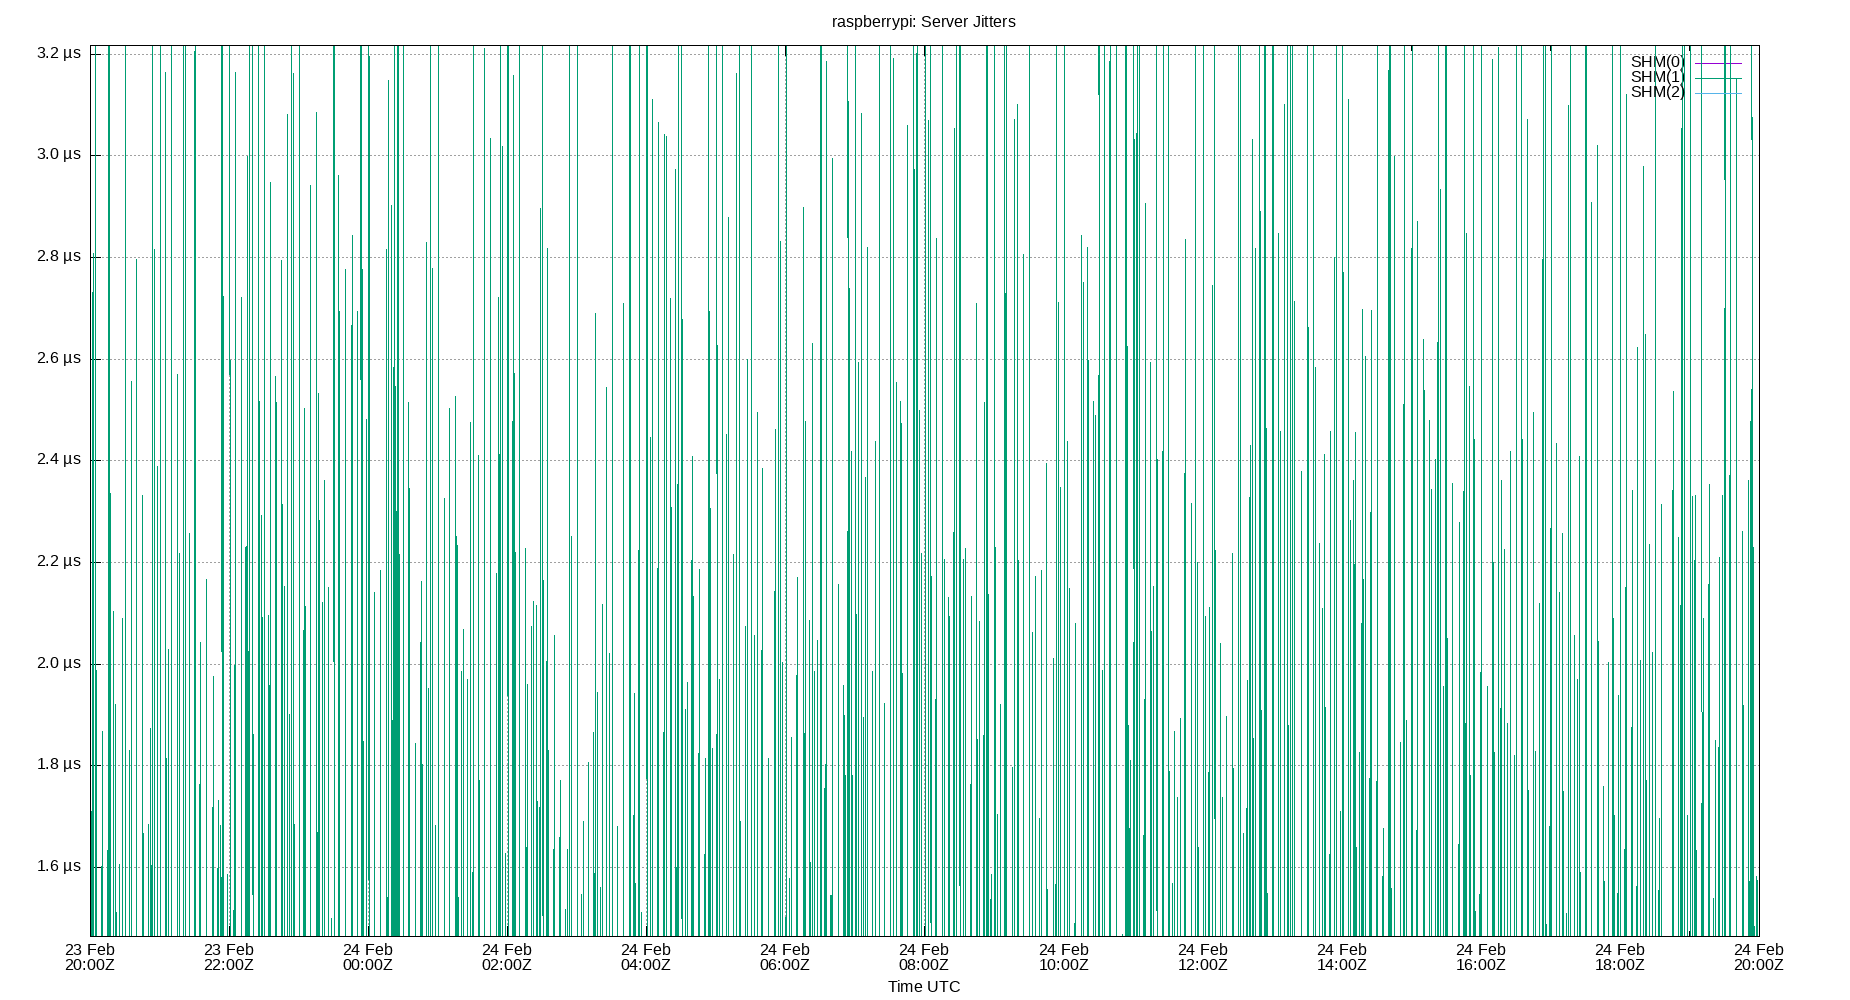 raspberrypi: Server Jitters
3.2 µs
3.0 µs
2.8 µs
2.6 µs
2.4 µs
2.2 µs
2.0 µs
1.8 µs
1.6 µs
SHM(0)
SHM(1)
SHM(2)
23 Feb 20:00Z
23 Feb 22:00Z
24 Feb 00:00Z
24 Feb 02:00Z
24 Feb 04:00Z
24 Feb 06:00Z
24 Feb 08:00Z
24 Feb 10:00Z
24 Feb 12:00Z
24 Feb 14:00Z
24 Feb 16:00Z
24 Feb 18:00Z
24 Feb 20:00Z
Time UTC